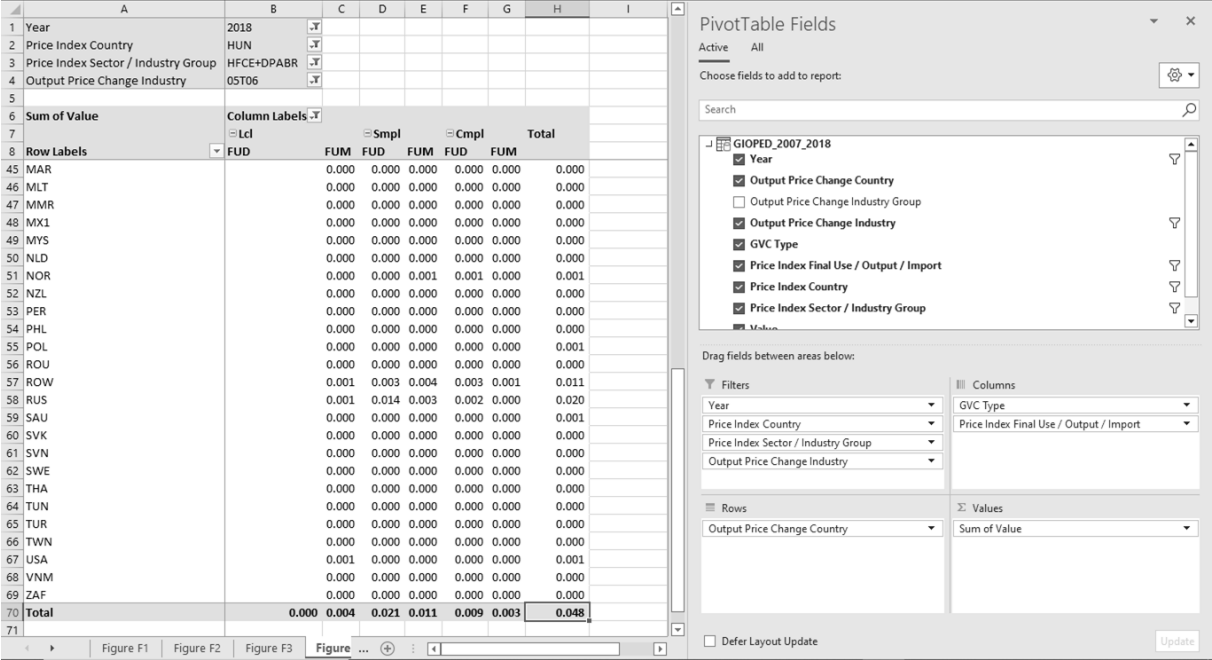 A B C D E F G H I
1 Year 2018
2 Price Index Country HUN
3 Price Index Sector / Industry Group HFCE+DPABR
4 Output Price Change Industry 05T06
5
6 Sum of Value Column Labels
7 Lcl Smpl Cmpl Total
8 Row Labels FUD FUM FUD FUM FUD FUM
45 MAR 0.000 0.000 0.000 0.000 0.000 0.000
46 MLT 0.000 0.000 0.000 0.000 0.000 0.000
47 MMR 0.000 0.000 0.000 0.000 0.000 0.000
48 MX1 0.000 0.000 0.000 0.000 0.000 0.000
49 MYS 0.000 0.000 0.000 0.000 0.000 0.000
50 NLD 0.000 0.000 0.000 0.000 0.000 0.000
51 NOR 0.000 0.000 0.001 0.001 0.000 0.001
52 NZL 0.000 0.000 0.000 0.000 0.000 0.000
53 PER 0.000 0.000 0.000 0.000 0.000 0.000
54 PHL 0.000 0.000 0.000 0.000 0.000 0.000
55 POL 0.000 0.000 0.000 0.000 0.000 0.001
56 ROU 0.000 0.000 0.000 0.000 0.000 0.000
57 ROW 0.001 0.003 0.004 0.003 0.001 0.011
58 RUS 0.001 0.014 0.003 0.002 0.000 0.020
59 SAU 0.000 0.000 0.000 0.000 0.000 0.001
60 SVK 0.000 0.000 0.000 0.000 0.000 0.000
61 SVN 0.000 0.000 0.000 0.000 0.000 0.000
62 SWE 0.000 0.000 0.000 0.000 0.000 0.000
63 THA 0.000 0.000 0.000 0.000 0.000 0.000
64 TUN 0.000 0.000 0.000 0.000 0.000 0.000
65 TUR 0.000 0.000 0.000 0.000 0.000 0.000
66 TWN 0.000 0.000 0.000 0.000 0.000 0.000
67 USA 0.001 0.000 0.000 0.000 0.000 0.001
68 VNM 0.000 0.000 0.000 0.000 0.000 0.000
69 ZAF 0.000 0.000 0.000 0.000 0.000 0.000
70 Total 0.000 0.004 0.021 0.011 0.009 0.003 0.048
71
Figure F1 Figure F2 Figure F3 Figure ...
PivotTable Fields
Active All
Choose fields to add to report:
Search
GIOPED_2007_2018
Year
Output Price Change Country
Output Price Change Industry Group
Output Price Change Industry
GVC Type
Price Index Final Use / Output / Import
Price Index Country
Price Index Sector / Industry Group
Value
Drag fields between areas below:
Filters
Year
Price Index Country
Price Index Sector / Industry Group
Output Price Change Industry
Columns
GVC Type
Price Index Final Use / Output / Import
Rows
Output Price Change Country
Σ Values
Sum of Value
Defer Layout Update
Update